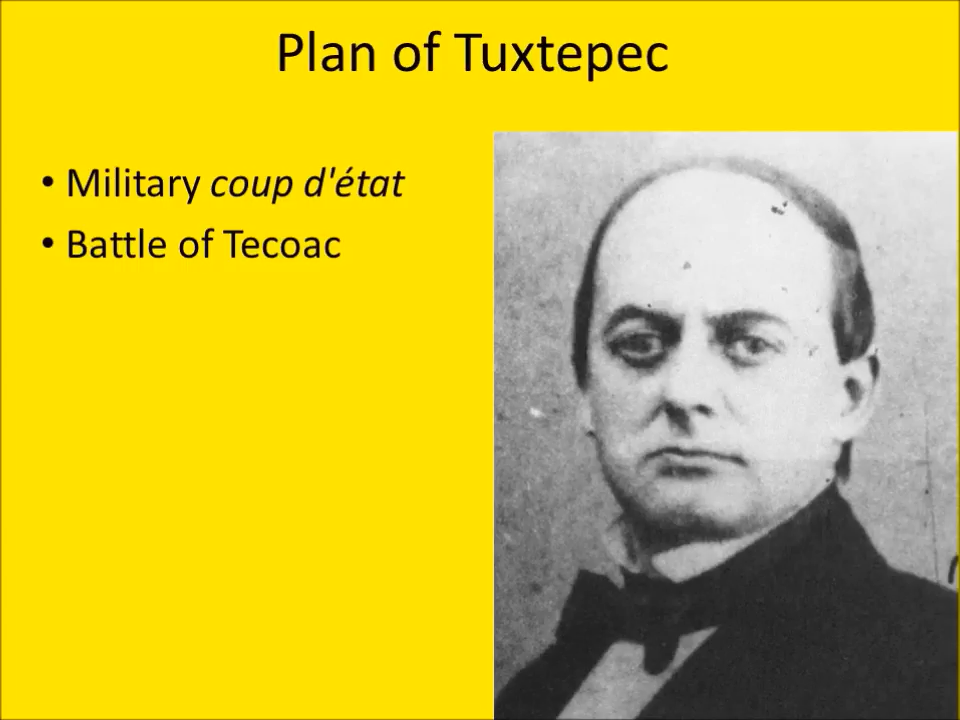 Plan of Tuxtepec
• Military coup d'état
• Battle of Tecoac